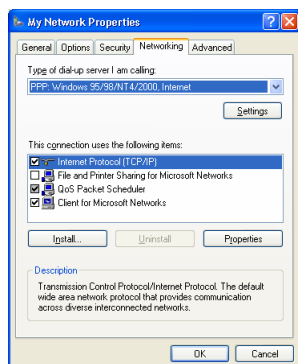 My Network Properties
General Options Security Networking Advanced
Type of dial-up server I am calling:
PPP: Windows 95/98/NT4/2000, Internet
Settings
This connection uses the following items:
Internet Protocol (TCP/IP)
File and Printer Sharing for Microsoft Networks
QoS Packet Scheduler
Client for Microsoft Networks
Install... Uninstall Properties
Description
Transmission Control Protocol/Internet Protocol. The default
wide area network protocol that provides communication
across diverse interconnected networks.
OK Cancel